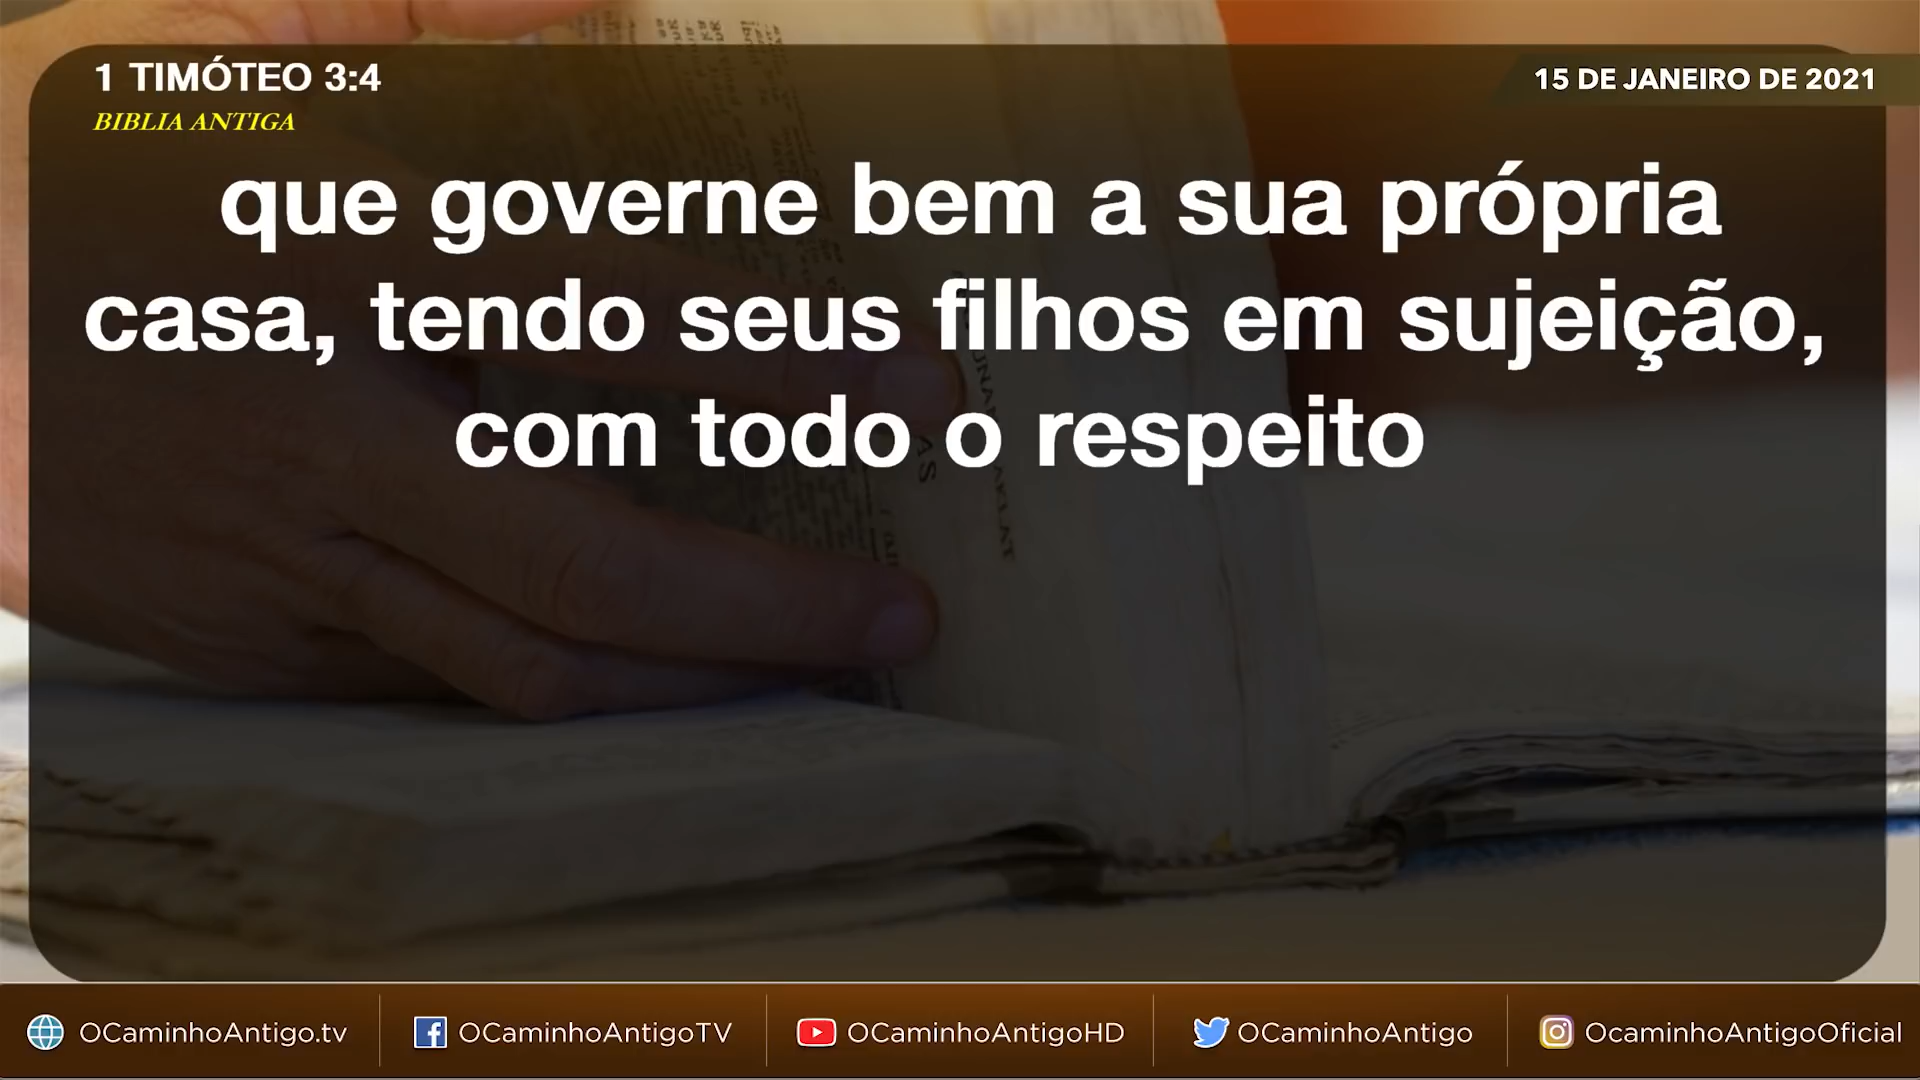 1 TIMÓTEO 3:4
15 DE JANEIRO DE 2021
BIBLIA ANTIGA
que governe bem a sua própria
casa, tendo seus filhos em sujeição,
com todo o respeito
OCaminhoAntigo.tv
OCaminhoAntigoTV
OCaminhoAntigoHD
OCaminhoAntigo
OcaminhoAntigoOficial